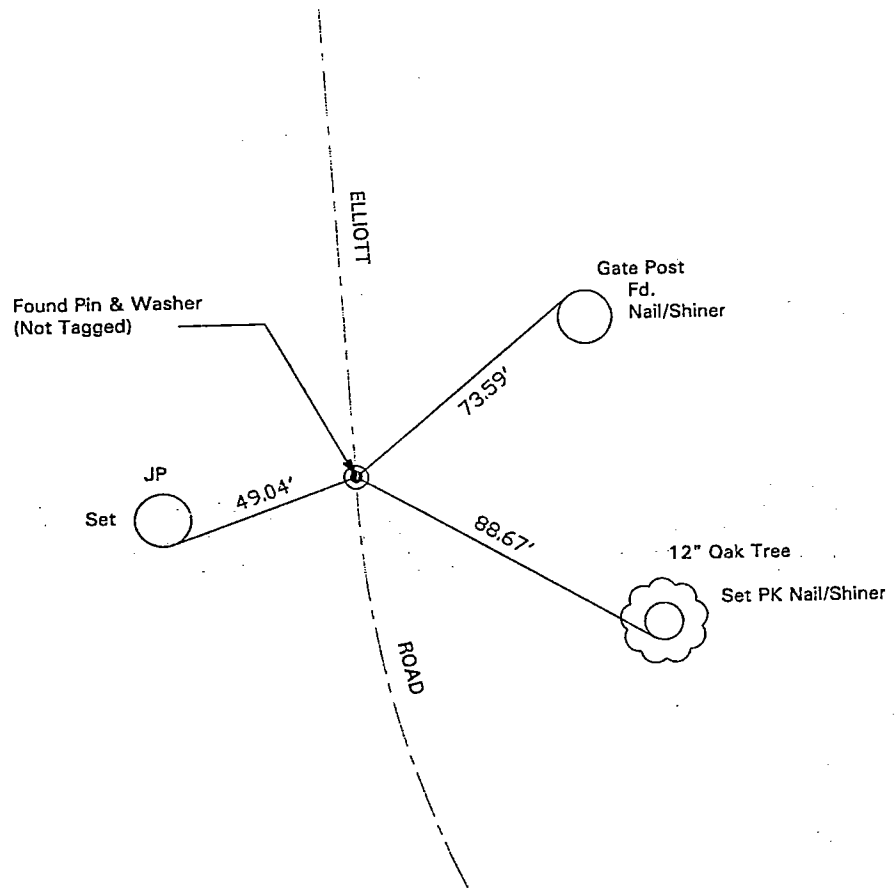 ELLIOTT
Gate Post
Fd.
Nail/Shiner
Found Pin & Washer
(Not Tagged)
73.59'
JP
Set
49.04'
88.67'
12" Oak Tree
Set PK Nail/Shiner
ROAD